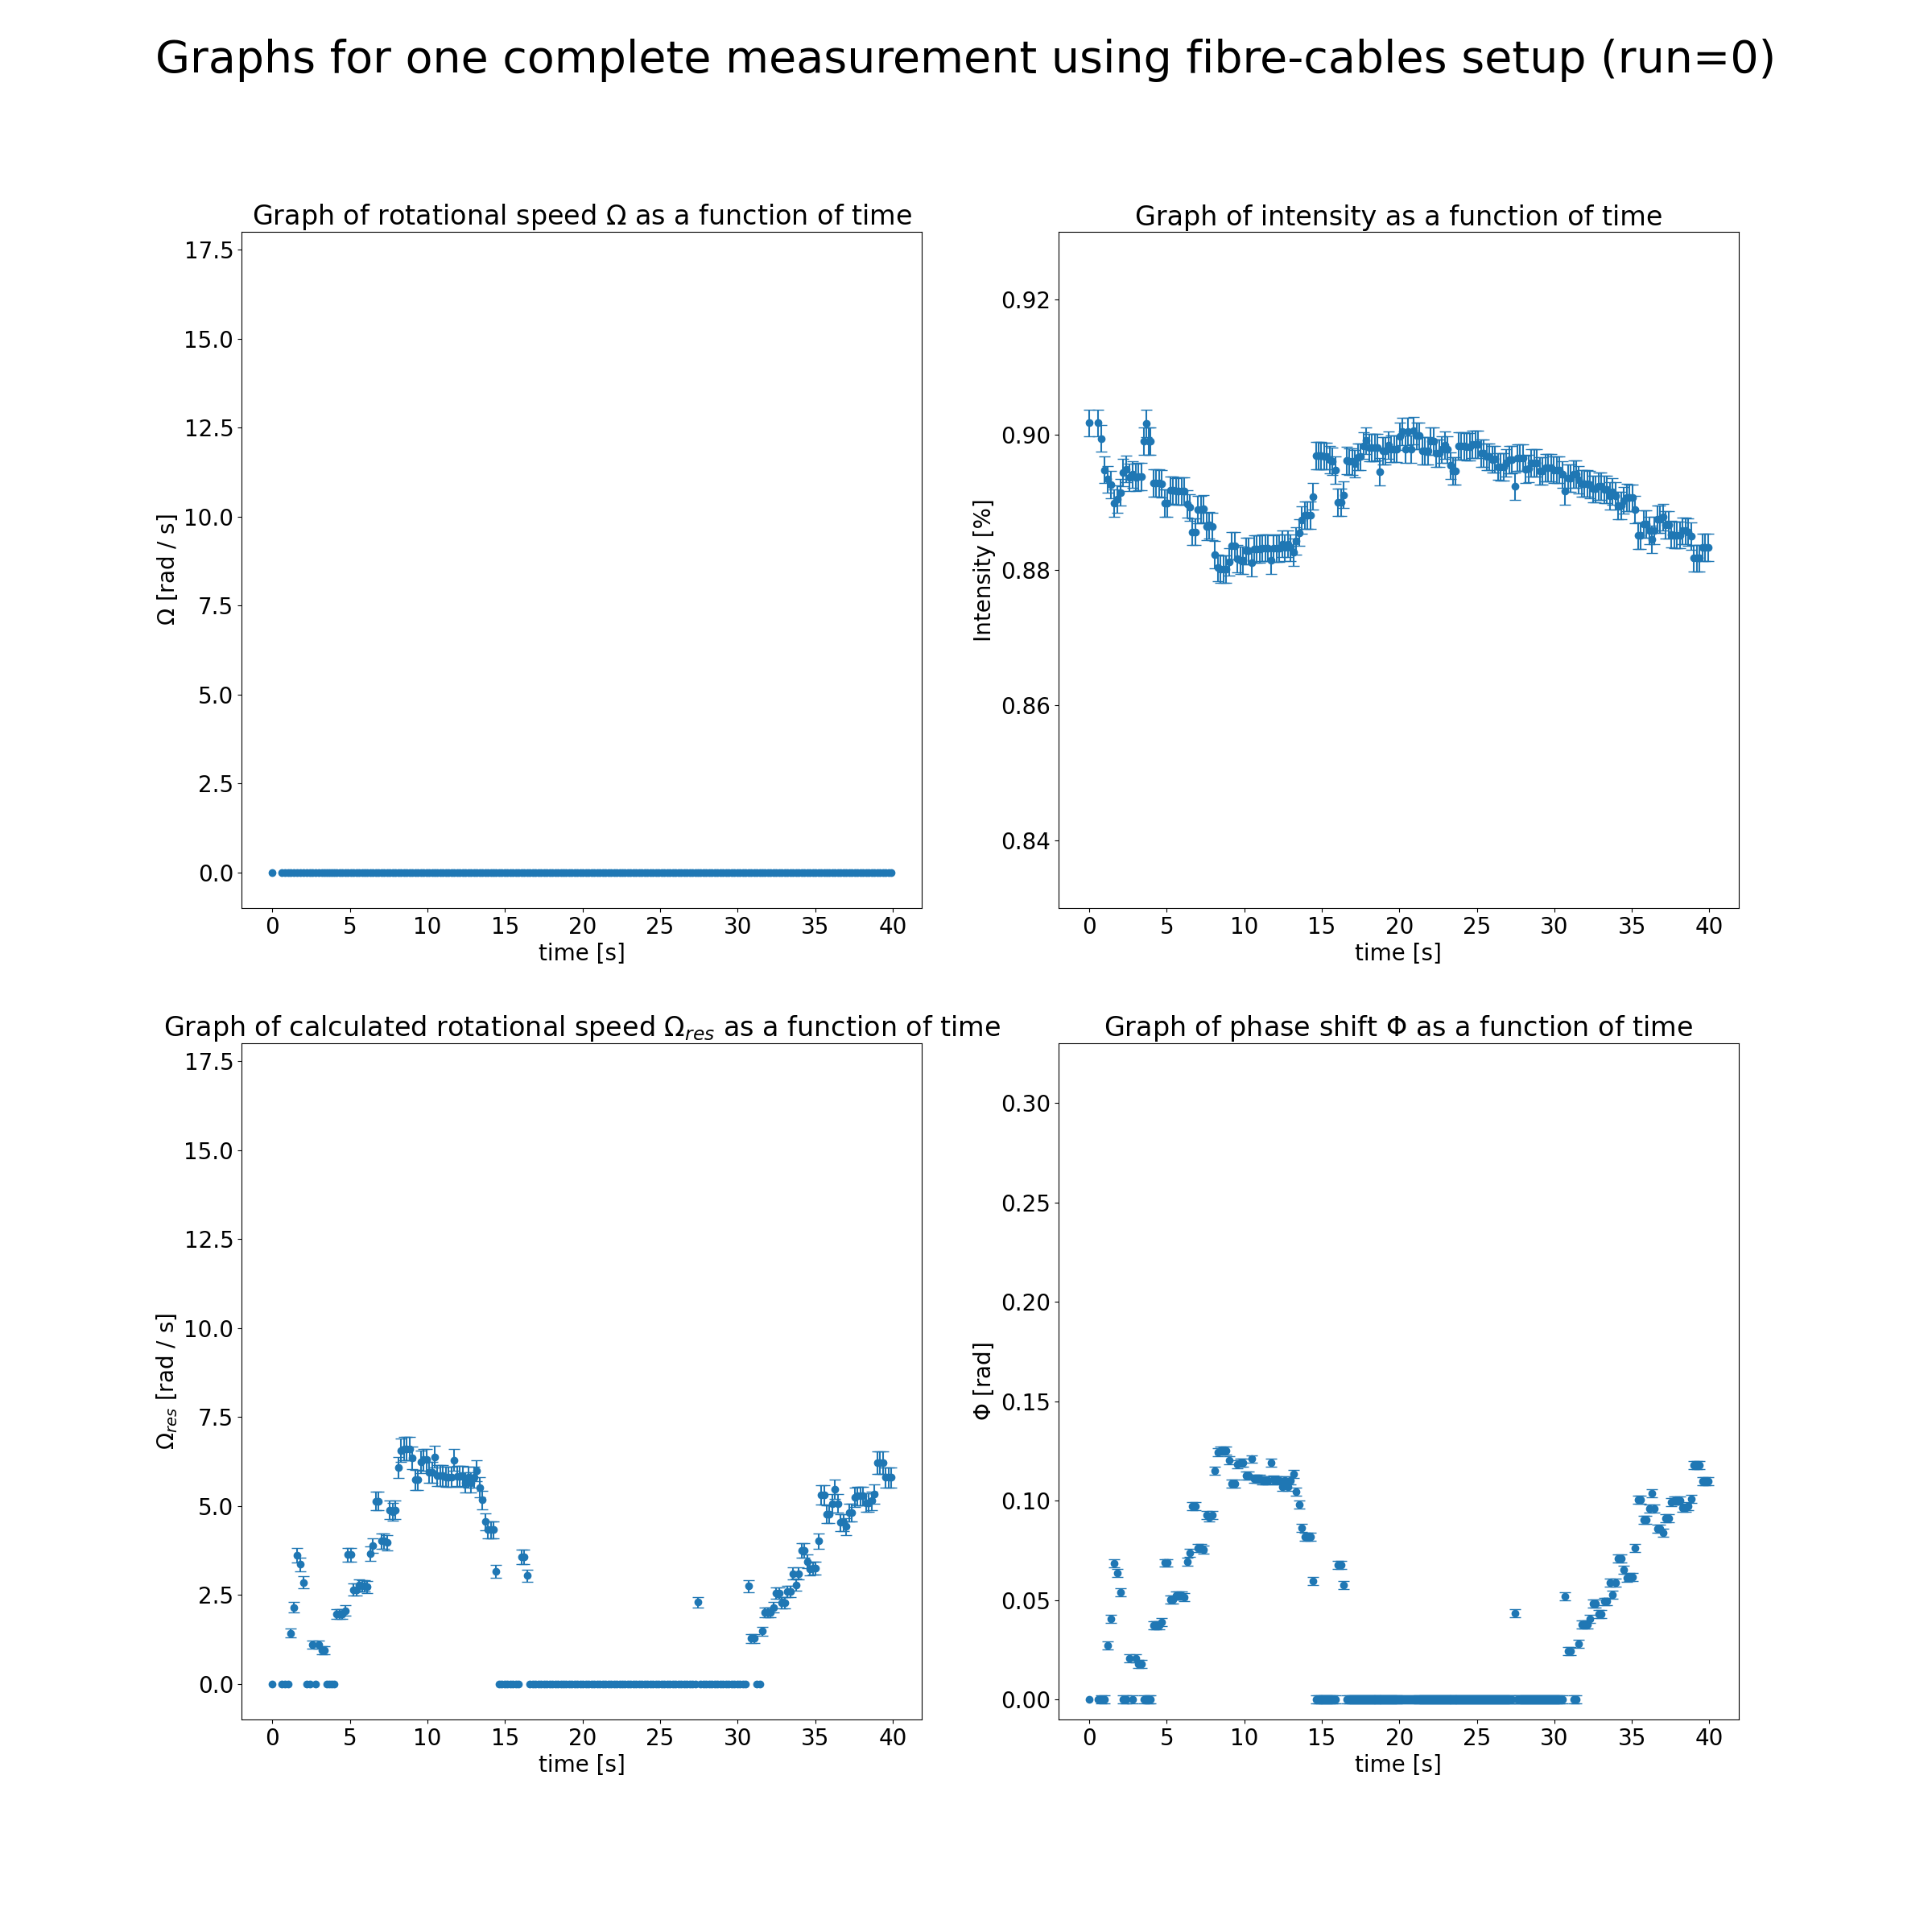 Graphs for one complete measurement using fibre-cables setup (run=0)
Graph of rotational speed Ω as a function of time
17.5
15.0
12.5
10.0
7.5
5.0
2.5
0.0
Ω [rad / s]
0 5 10 15 20 25 30 35 40
time [s]
Graph of intensity as a function of time
0.92
0.90
0.88
0.86
0.84
Intensity [%]
0 5 10 15 20 25 30 35 40
time [s]
Graph of calculated rotational speed Ω_res as a function of time
17.5
15.0
12.5
10.0
7.5
5.0
2.5
0.0
Ω_res [rad / s]
0 5 10 15 20 25 30 35 40
time [s]
Graph of phase shift Φ as a function of time
0.30
0.25
0.20
0.15
0.10
0.05
0.00
Φ [rad]
0 5 10 15 20 25 30 35 40
time [s]